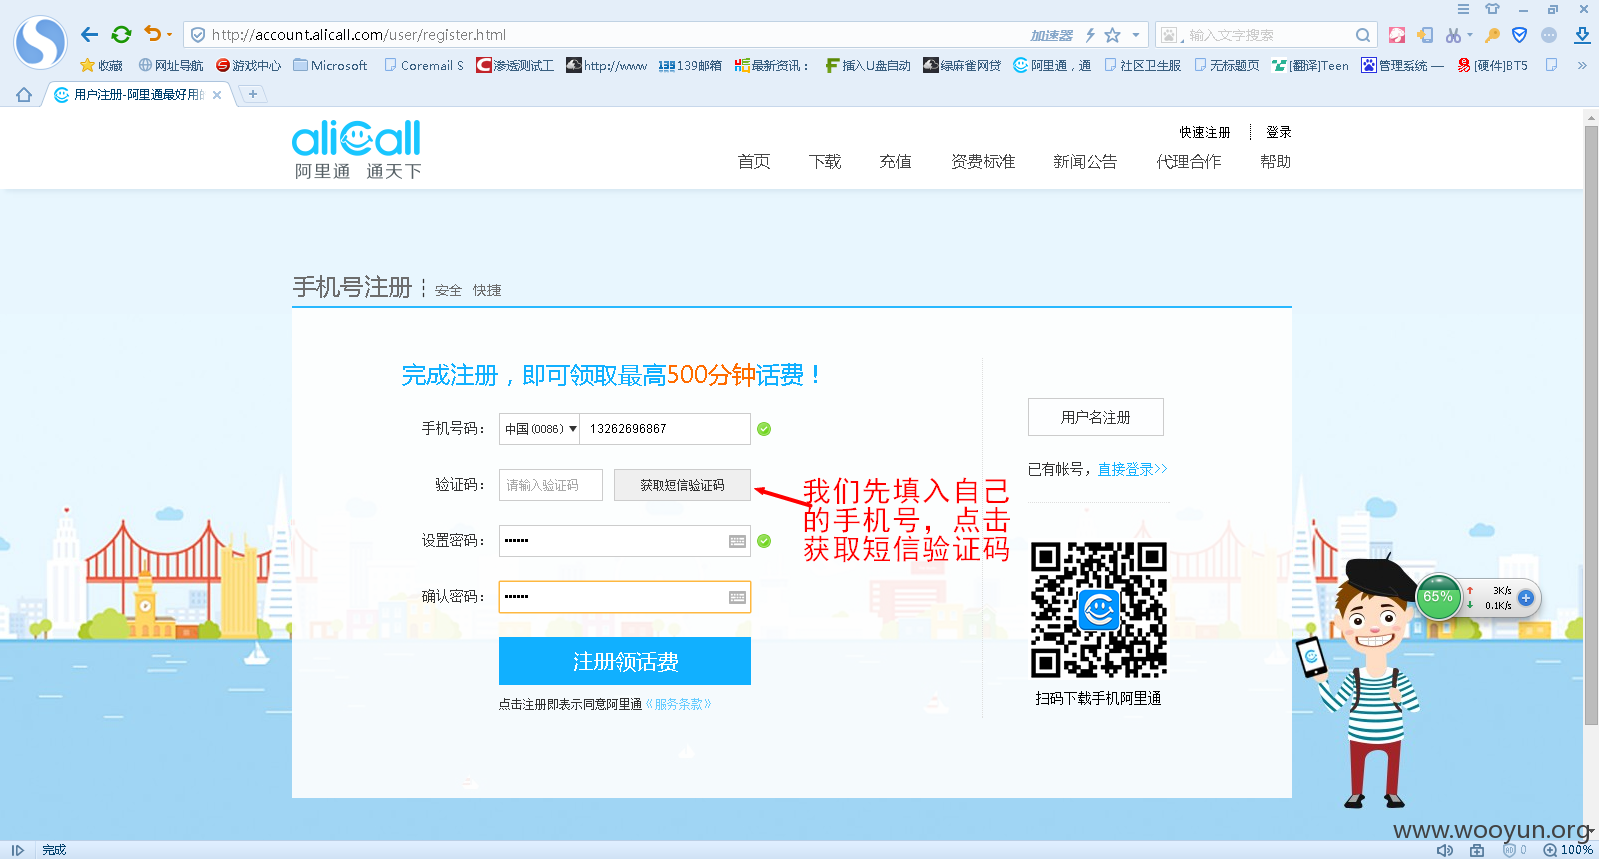 http://account.alicall.com/user/register.html
加速器
输入文字搜索
收藏
网址导航
游戏中心
Microsoft
Coremail S
渗透测试工
http://www
139邮箱
最新资讯:
插入U盘自动
绿麻雀网贷
阿里通,通
社区卫生服
无标题页
[翻译]Teen
管理系统 —
[硬件]BT5
用户注册-阿里通最好用
alicall
阿里通 通天下
快速注册
登录
首页
下载
充值
资费标准
新闻公告
代理合作
帮助
手机号注册
安全 快捷
完成注册,即可领取最高500分钟话费!
手机号码:
中国(0086)
13262696867
验证码:
请输入验证码
获取短信验证码
设置密码:
••••••
确认密码:
••••••
注册领话费
点击注册即表示同意阿里通《服务条款》
我们先填入自己
的手机号,点击
获取短信验证码
用户名注册
已有帐号,直接登录>>
扫码下载手机阿里通
65%
3K/s
0.1K/s
www.wooyun.org
完成
0
100%